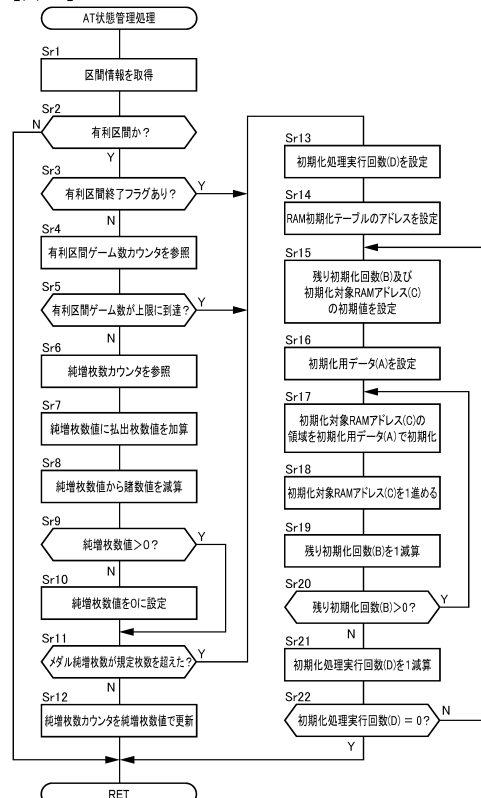 AT状態管理処理
Sr1
区間情報を取得
Sr2
有利区間か?
N
Y
Sr3
有利区間終了フラグあり?
Y
N
Sr4
有利区間ゲーム数カウンタを参照
Sr5
有利区間ゲーム数が上限に到達?
Y
N
Sr6
純増枚数カウンタを参照
Sr7
純増枚数値に払出枚数値を加算
Sr8
純増枚数値から賭数値を減算
Sr9
純増枚数値>0?
Y
N
Sr10
純増枚数値を0に設定
Sr11
メダル純増枚数が規定枚数を超えた?
Y
N
Sr12
純増枚数カウンタを純増枚数値で更新
RET
Sr13
初期化処理実行回数(D)を設定
Sr14
RAM初期化テーブルのアドレスを設定
Sr15
残り初期化回数(B)及び
初期化対象RAMアドレス(C)
の初期値を設定
Sr16
初期化用データ(A)を設定
Sr17
初期化対象RAMアドレス(C)の
領域を初期化用データ(A)で初期化
Sr18
初期化対象RAMアドレス(C)を1進める
Sr19
残り初期化回数(B)を1減算
Sr20
残り初期化回数(B)>0?
Y
N
Sr21
初期化処理実行回数(D)を1減算
Sr22
初期化処理実行回数(D) = 0?
N
Y